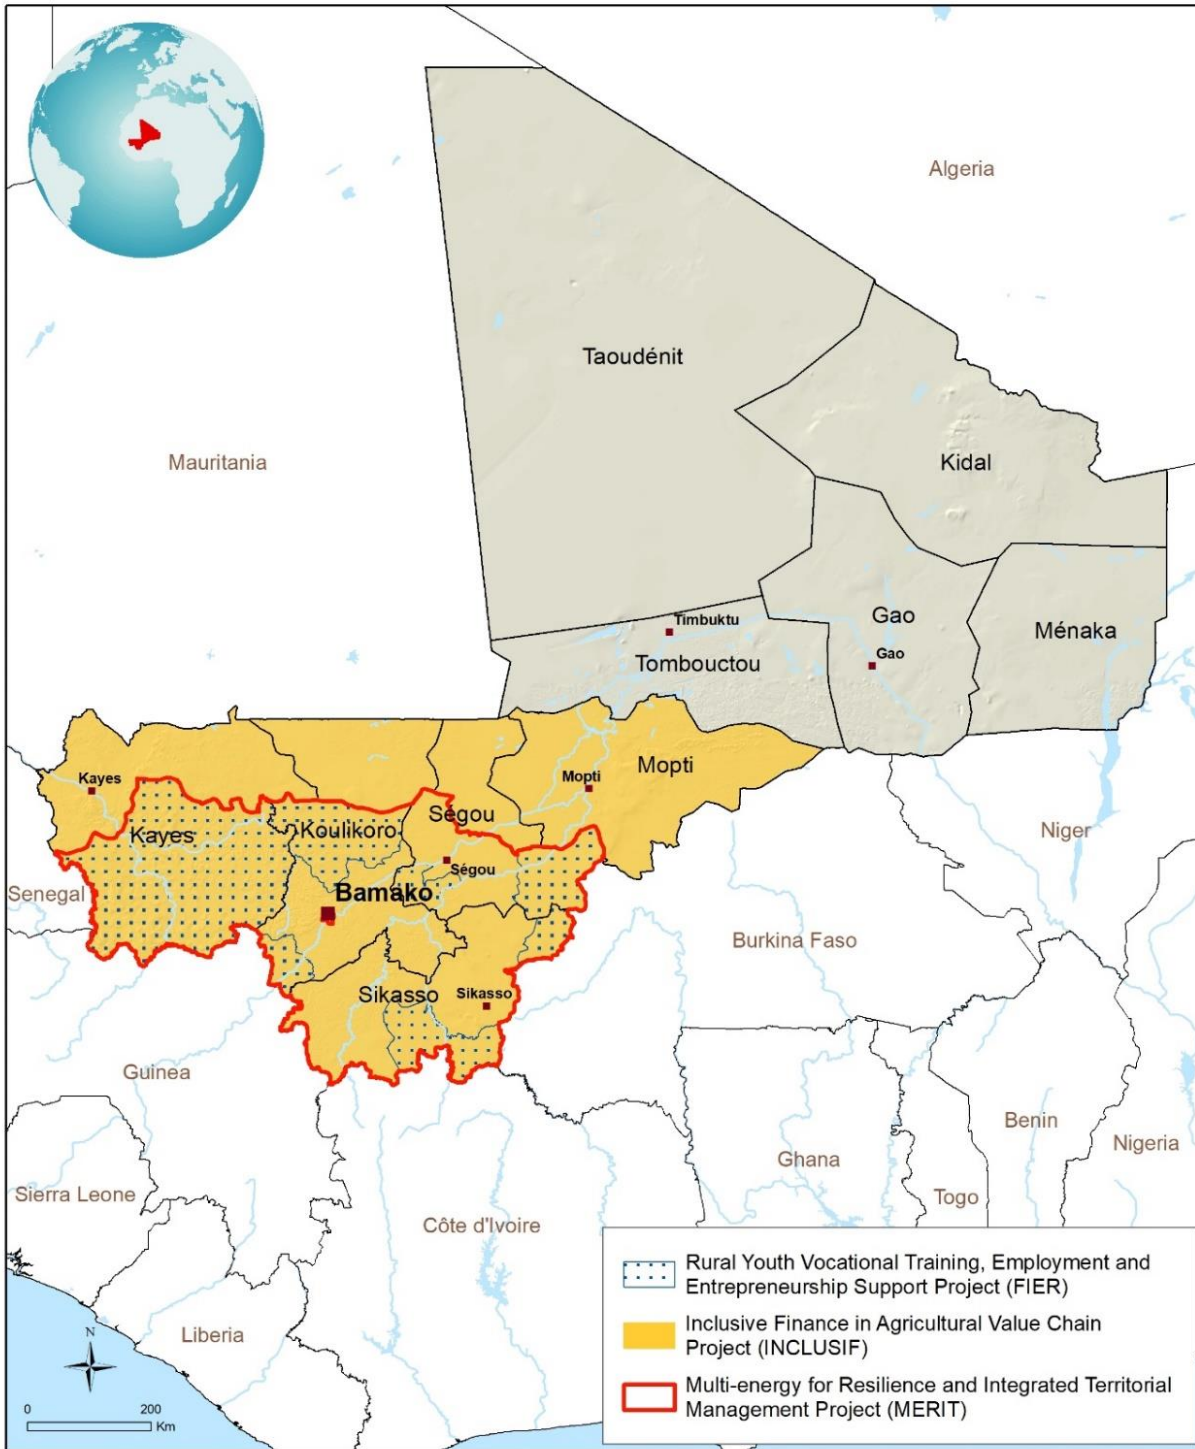 Algeria
Taoudénit
Mauritania
Kidal
Timbuktu
Gao
Ménaka
Gao
Tombouctou
Mopti
Kayes
Mopti
Ségou
Kayes
Koulikoro
Niger
Ségou
Senegal
Bamako
Burkina Faso
Sikasso
Sikasso
Guinea
Benin
Nigeria
Ghana
Sierra Leone
Togo
Côte d'Ivoire
Liberia
N
0 200
Km
Rural Youth Vocational Training, Employment and
Entrepreneurship Support Project (FIER)
Inclusive Finance in Agricultural Value Chain
Project (INCLUSIF)
Multi-energy for Resilience and Integrated Territorial
Management Project (MERIT)